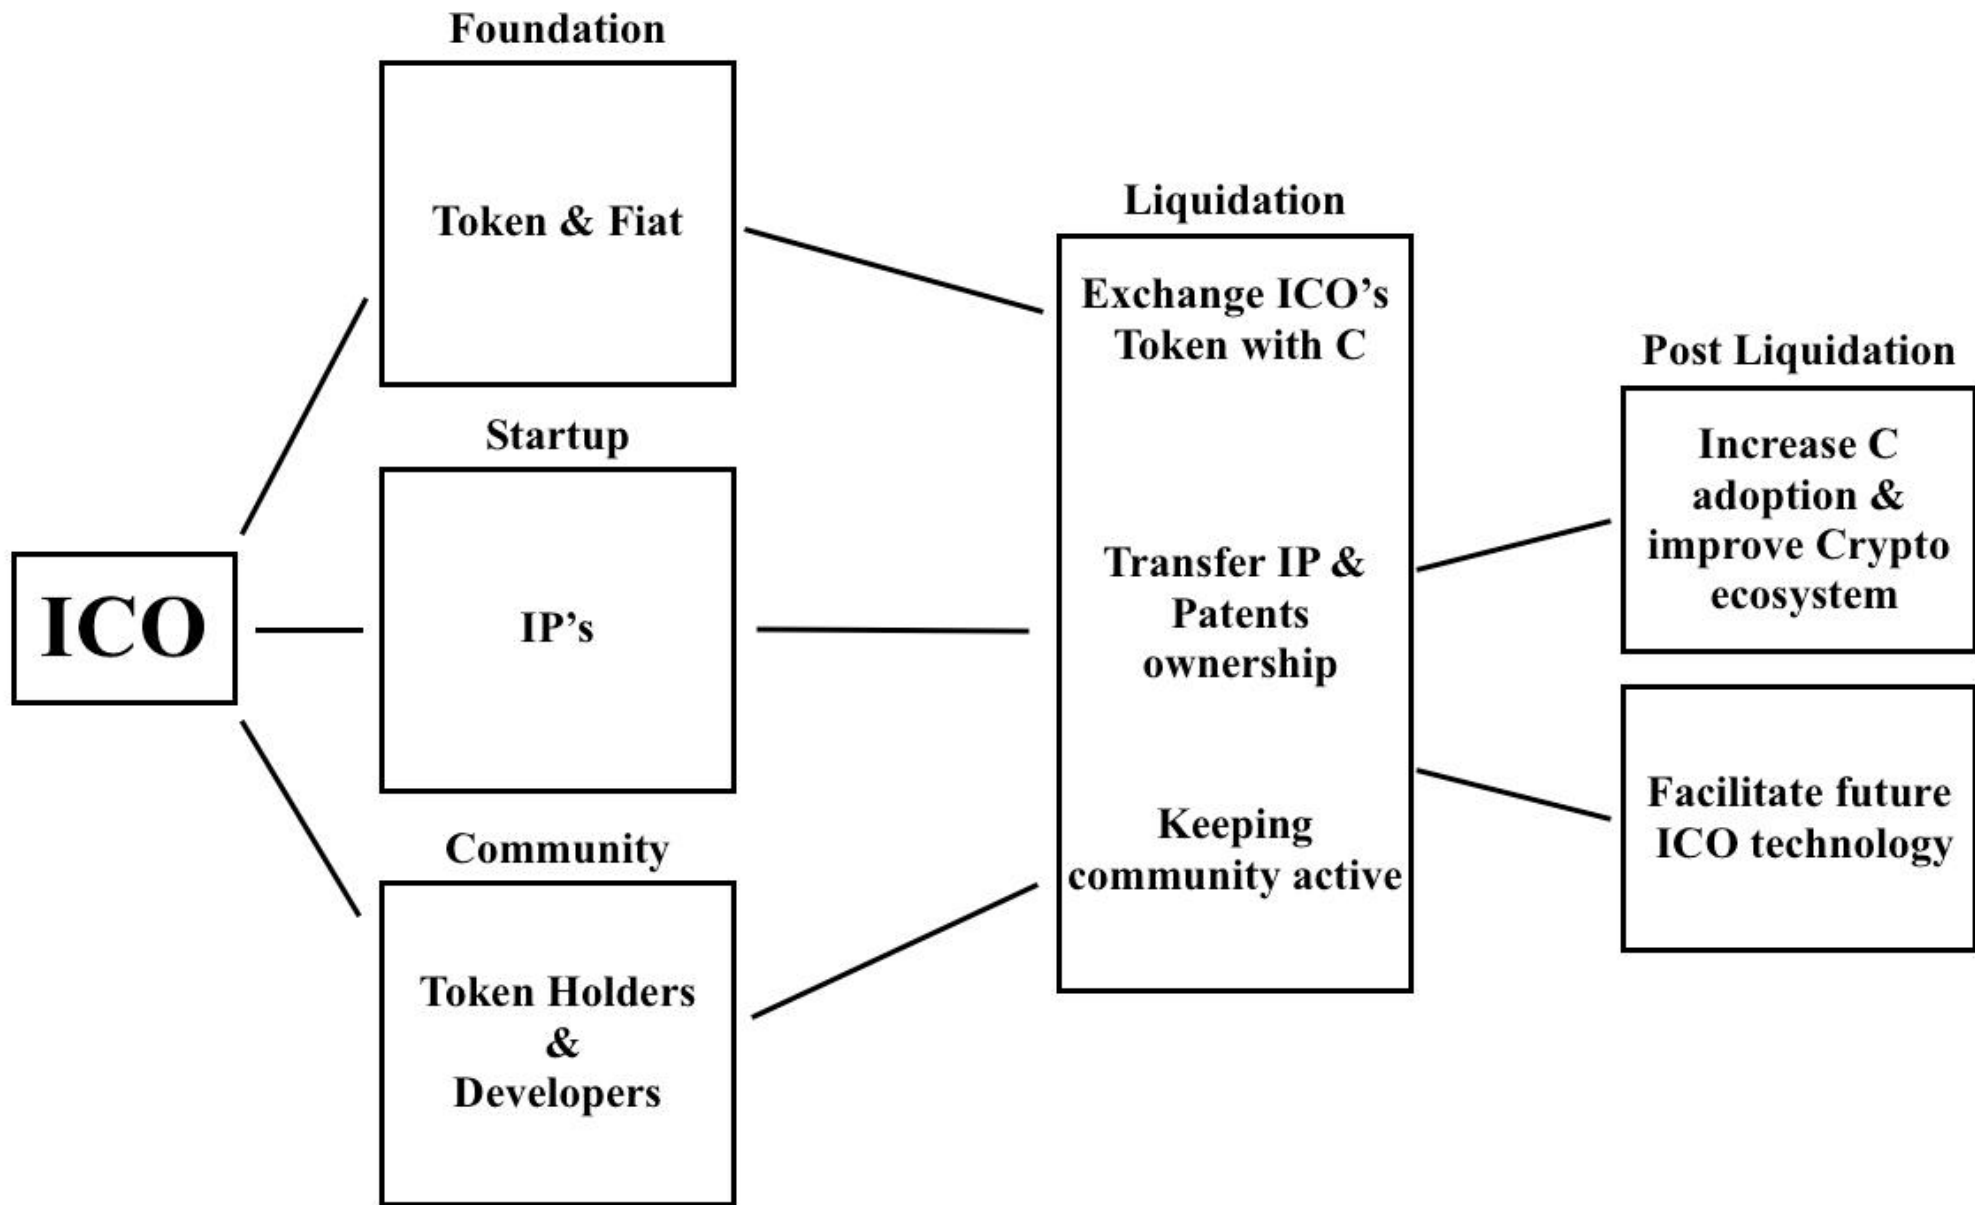 Foundation
Token & Fiat
Startup
IP’s
ICO
Community
Token Holders
&
Developers
Liquidation
Exchange ICO’s
Token with C
Transfer IP &
Patents
ownership
Keeping
community active
Post Liquidation
Increase C
adoption &
improve Crypto
ecosystem
Facilitate future
ICO technology